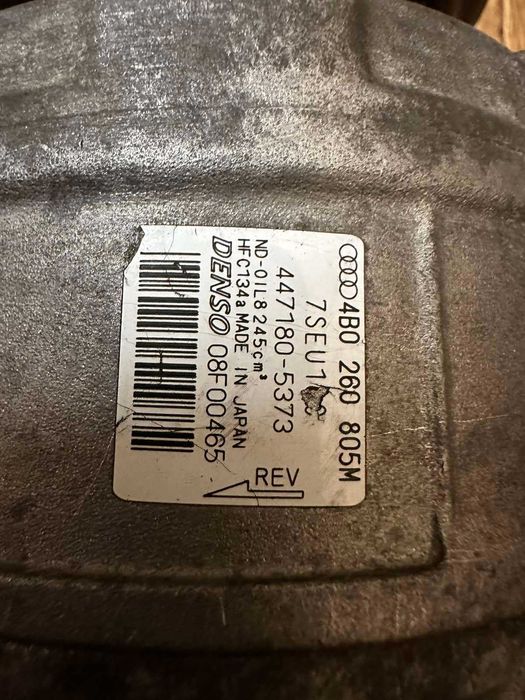 4B0 260 805M
7SEU1
447180-5373
ND-OIL8 245cm³
HFC134a MADE IN JAPAN
DENSO 08F00465
REV